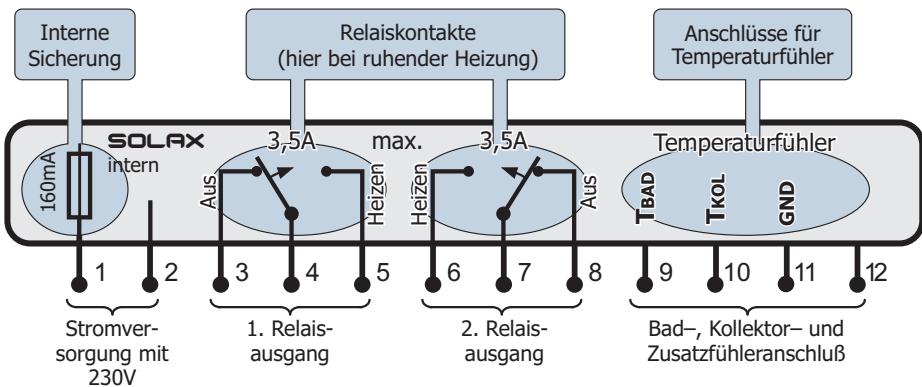 Interne
Sicherung
Relaiskontakte
(hier bei ruhender Heizung)
Anschlüsse für
Temperaturfühler
160mA
SOLAX
intern
3,5A
max.
3,5A
Temperaturfühler
Aus
Heizen
Heizen
Aus
TBAD
TKOL
GND
1 2 3 4 5 6 7 8 9 10 11 12
Stromver-
sorgung mit
230V
1. Relais-
ausgang
2. Relais-
ausgang
Bad–, Kollektor– und
Zusatzfühleranschluß